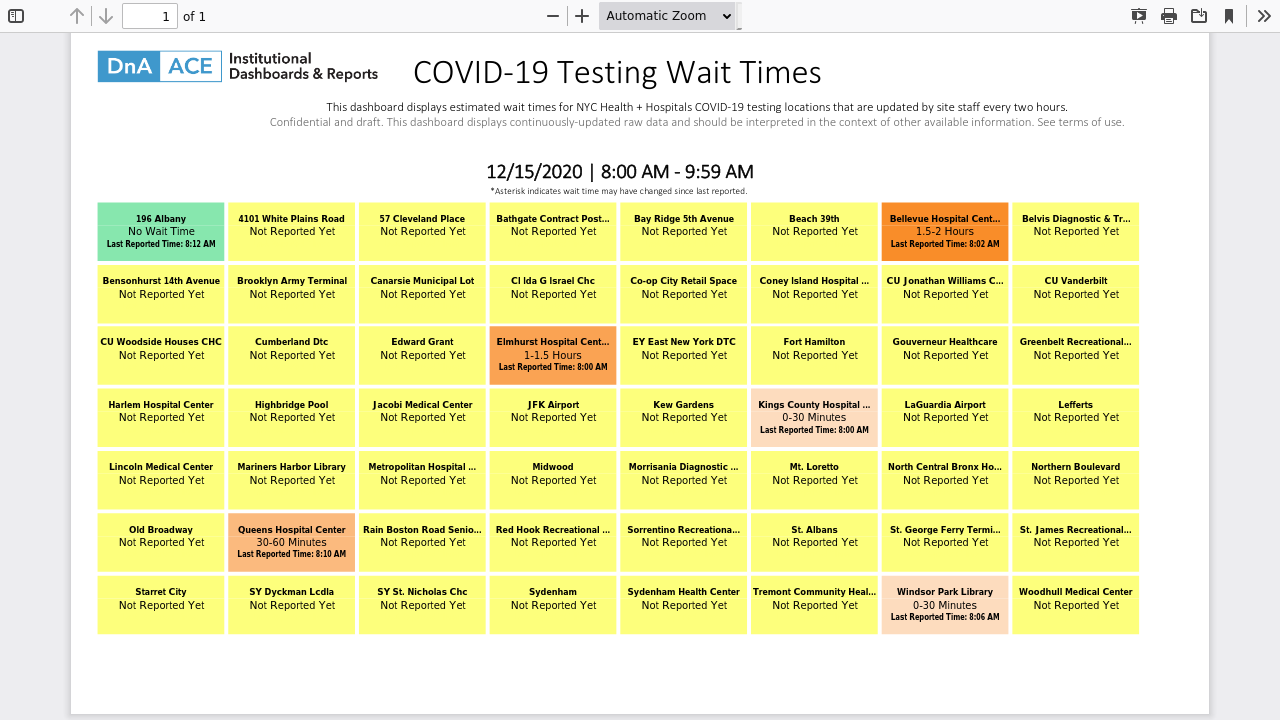 1 of 1 Automatic Zoom
DnA ACE Institutional
Dashboards & Reports
COVID-19 Testing Wait Times
This dashboard displays estimated wait times for NYC Health + Hospitals COVID-19 testing locations that are updated by site staff every two hours.
Confidential and draft. This dashboard displays continuously-updated raw data and should be interpreted in the context of other available information. See terms of use.
12/15/2020 | 8:00 AM - 9:59 AM
*Asterisk indicates wait time may have changed since last reported.
196 Albany
No Wait Time
Last Reported Time: 8:12 AM
4101 White Plains Road
Not Reported Yet
57 Cleveland Place
Not Reported Yet
Bathgate Contract Post...
Not Reported Yet
Bay Ridge 5th Avenue
Not Reported Yet
Beach 39th
Not Reported Yet
Bellevue Hospital Cent...
1.5-2 Hours
Last Reported Time: 8:02 AM
Belvis Diagnostic & Tr...
Not Reported Yet
Bensonhurst 14th Avenue
Not Reported Yet
Brooklyn Army Terminal
Not Reported Yet
Canarsie Municipal Lot
Not Reported Yet
Cl Ida G Israel Chc
Not Reported Yet
Co-op City Retail Space
Not Reported Yet
Coney Island Hospital ...
Not Reported Yet
CU Jonathan Williams C...
Not Reported Yet
CU Vanderbilt
Not Reported Yet
CU Woodside Houses CHC
Not Reported Yet
Cumberland Dtc
Not Reported Yet
Edward Grant
Not Reported Yet
Elmhurst Hospital Cent...
1-1.5 Hours
Last Reported Time: 8:00 AM
EY East New York DTC
Not Reported Yet
Fort Hamilton
Not Reported Yet
Gouverneur Healthcare
Not Reported Yet
Greenbelt Recreational...
Not Reported Yet
Harlem Hospital Center
Not Reported Yet
Highbridge Pool
Not Reported Yet
Jacobi Medical Center
Not Reported Yet
JFK Airport
Not Reported Yet
Kew Gardens
Not Reported Yet
Kings County Hospital ...
0-30 Minutes
Last Reported Time: 8:00 AM
LaGuardia Airport
Not Reported Yet
Lefferts
Not Reported Yet
Lincoln Medical Center
Not Reported Yet
Mariners Harbor Library
Not Reported Yet
Metropolitan Hospital ...
Not Reported Yet
Midwood
Not Reported Yet
Morrisania Diagnostic ...
Not Reported Yet
Mt. Loretto
Not Reported Yet
North Central Bronx Ho...
Not Reported Yet
Northern Boulevard
Not Reported Yet
Old Broadway
Not Reported Yet
Queens Hospital Center
30-60 Minutes
Last Reported Time: 8:10 AM
Rain Boston Road Senio...
Not Reported Yet
Red Hook Recreational ...
Not Reported Yet
Sorrentino Recreationa...
Not Reported Yet
St. Albans
Not Reported Yet
St. George Ferry Termi...
Not Reported Yet
St. James Recreational...
Not Reported Yet
Starret City
Not Reported Yet
SY Dyckman Lcdla
Not Reported Yet
SY St. Nicholas Chc
Not Reported Yet
Sydenham
Not Reported Yet
Sydenham Health Center
Not Reported Yet
Tremont Community Heal...
Not Reported Yet
Windsor Park Library
0-30 Minutes
Last Reported Time: 8:06 AM
Woodhull Medical Center
Not Reported Yet